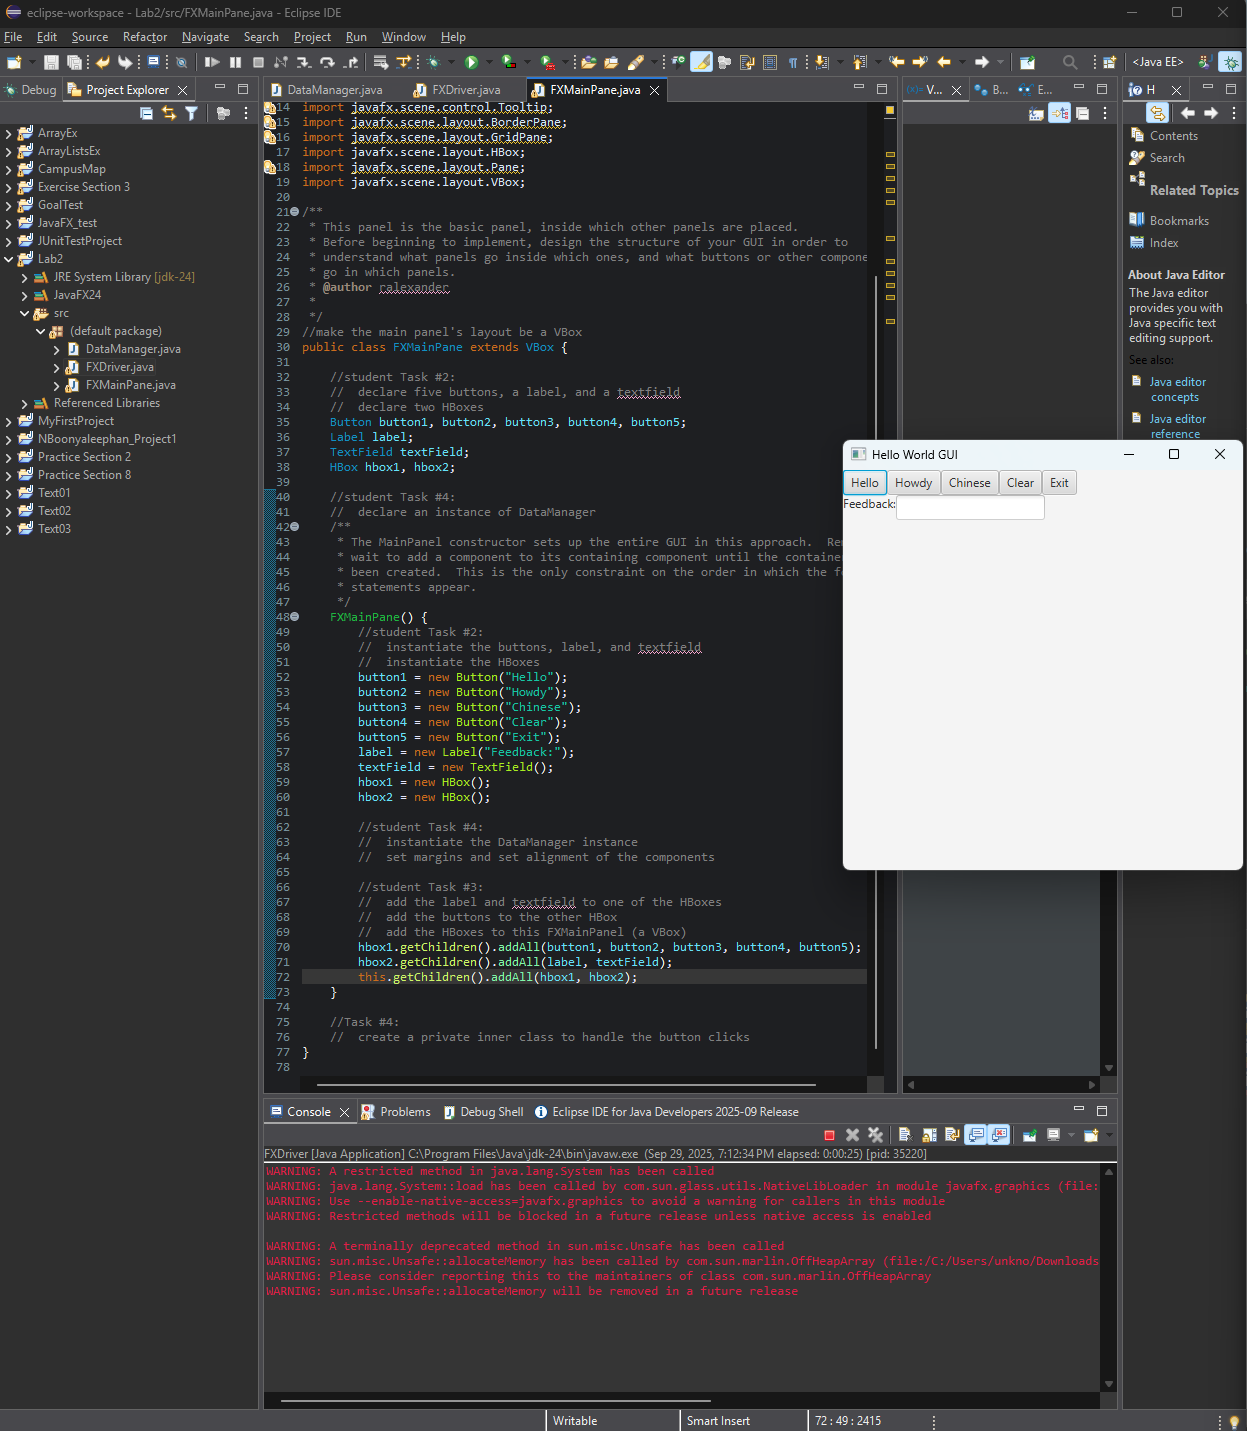 eclipse-workspace - Lab2/src/FXMainPane.java - Eclipse IDE
File Edit Source Refactor Navigate Search Project Run Window Help
<Java EE>
Debug Project Explorer
ArrayEx
ArrayListsEx
CampusMap
Exercise Section 3
GoalTest
JavaFX_test
JUnitTestProject
Lab2
JRE System Library [jdk-24]
JavaFX24
src
(default package)
DataManager.java
FXDriver.java
FXMainPane.java
Referenced Libraries
MyFirstProject
NBoonyaleephan_Project1
Practice Section 2
Practice Section 8
Text01
Text02
Text03
DataManager.java FXDriver.java FXMainPane.java
14 import javafx.scene.control.Tooltip;
15 import javafx.scene.layout.BorderPane;
16 import javafx.scene.layout.GridPane;
17 import javafx.scene.layout.HBox;
18 import javafx.scene.layout.Pane;
19 import javafx.scene.layout.VBox;
20
21 /**
22 * This panel is the basic panel, inside which other panels are placed.
23 * Before beginning to implement, design the structure of your GUI in order to
24 * understand what panels go inside which ones, and what buttons or other compone
25 * go in which panels.
26 * @author ralexander
27 *
28 */
29 //make the main panel's layout be a VBox
30 public class FXMainPane extends VBox {
31
32 //student Task #2:
33 // declare five buttons, a label, and a textfield
34 // declare two HBoxes
35 Button button1, button2, button3, button4, button5;
36 Label label;
37 TextField textField;
38 HBox hbox1, hbox2;
39
40 //student Task #4:
41 // declare an instance of DataManager
42 /**
43 * The MainPanel constructor sets up the entire GUI in this approach. Re
44 * wait to add a component to its containing component until the container
45 * been created. This is the only constraint on the order in which the fo
46 * statements appear.
47 */
48 FXMainPane() {
49 //student Task #2:
50 // instantiate the buttons, label, and textfield
51 // instantiate the HBoxes
52 button1 = new Button("Hello");
53 button2 = new Button("Howdy");
54 button3 = new Button("Chinese");
55 button4 = new Button("Clear");
56 button5 = new Button("Exit");
57 label = new Label("Feedback:");
58 textField = new TextField();
59 hbox1 = new HBox();
60 hbox2 = new HBox();
61
62 //student Task #4:
63 // instantiate the DataManager instance
64 // set margins and set alignment of the components
65
66 //student Task #3:
67 // add the label and textfield to one of the HBoxes
68 // add the buttons to the other HBox
69 // add the HBoxes to this FXMainPanel (a VBox)
70 hbox1.getChildren().addAll(button1, button2, button3, button4, button5);
71 hbox2.getChildren().addAll(label, textField);
72 this.getChildren().addAll(hbox1, hbox2);
73 }
74
75 //Task #4:
76 // create a private inner class to handle the button clicks
77 }
78
V... B... E...
H
Contents
Search
Related Topics
Bookmarks
Index
About Java Editor
The Java editor
provides you with
Java specific text
editing support.
See also:
Java editor
concepts
Java editor
reference
Hello World GUI
Hello Howdy Chinese Clear Exit
Feedback:
Console Problems Debug Shell Eclipse IDE for Java Developers 2025-09 Release
FXDriver [Java Application] C:\Program Files\Java\jdk-24\bin\javaw.exe (Sep 29, 2025, 7:12:34 PM elapsed: 0:00:25) [pid: 35220]
WARNING: A restricted method in java.lang.System has been called
WARNING: java.lang.System::load has been called by com.sun.glass.utils.NativeLibLoader in module javafx.graphics (file:
WARNING: Use --enable-native-access=javafx.graphics to avoid a warning for callers in this module
WARNING: Restricted methods will be blocked in a future release unless native access is enabled
WARNING: A terminally deprecated method in sun.misc.Unsafe has been called
WARNING: sun.misc.Unsafe::allocateMemory has been called by com.sun.marlin.OffHeapArray (file:/C:/Users/unkno/Downloads
WARNING: Please consider reporting this to the maintainers of class com.sun.marlin.OffHeapArray
WARNING: sun.misc.Unsafe::allocateMemory will be removed in a future release
Writable Smart Insert 72 : 49 : 2415